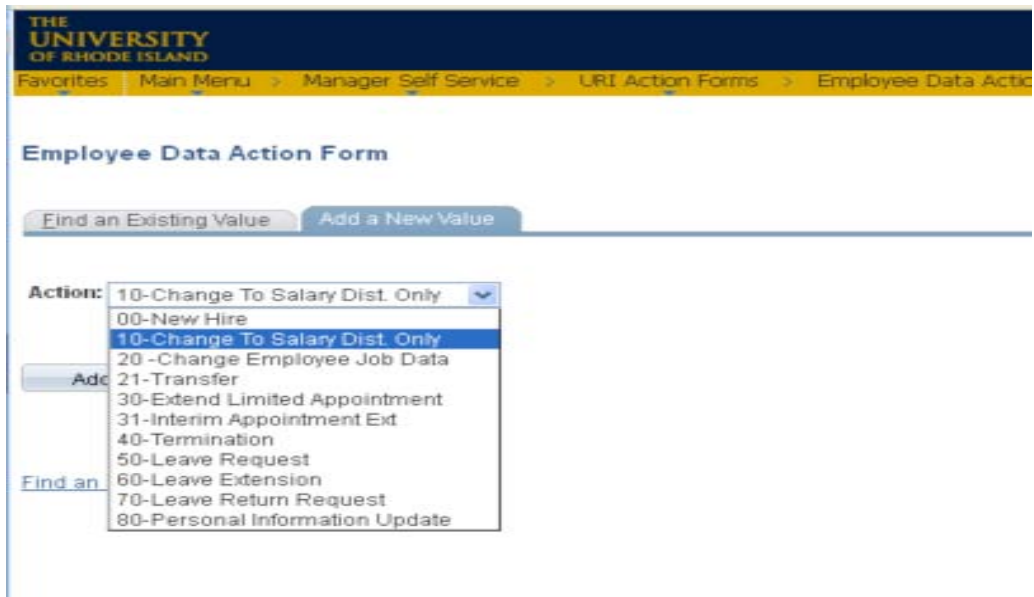 THE
UNIVERSITY
OF RHODE ISLAND
Favorites Main Menu > Manager Self Service > URI Action Forms > Employee Data Actio
Employee Data Action Form
Find an Existing Value Add a New Value
Action: 10-Change To Salary Dist. Only
00-New Hire
10-Change To Salary Dist. Only
20 -Change Employee Job Data
Add 21-Transfer
30-Extend Limited Appointment
31-Interim Appointment Ext
40-Termination
50-Leave Request
Find an 60-Leave Extension
70-Leave Return Request
80-Personal Information Update